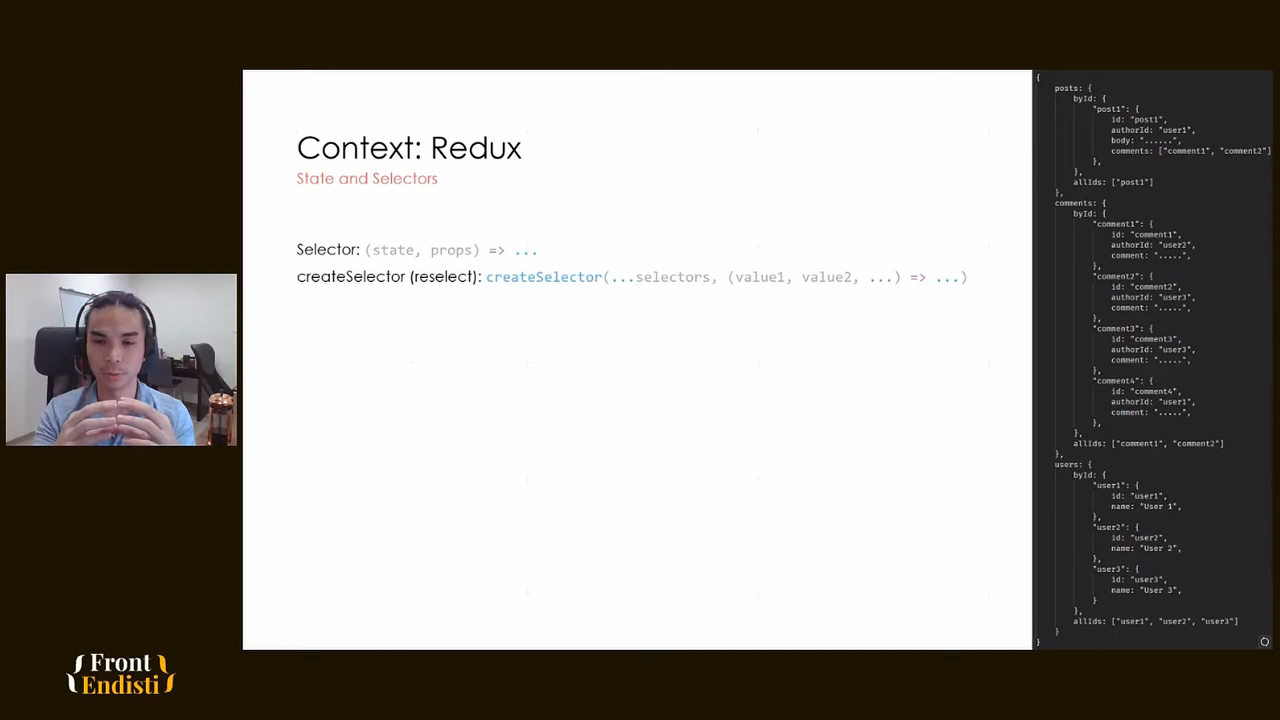 Context: Redux
State and Selectors
Selector: (state, props) => ...
createSelector (reselect): createSelector(...selectors, (value1, value2, ...) => ...)
{
posts: {
byId: {
"post1": {
id: "post1",
authorId: "user1",
body: "......",
comments: ["comment1", "comment2"]
},
},
allIds: ["post1"]
},
comments: {
byId: {
"comment1": {
id: "comment1",
authorId: "user2",
comment: ".....",
},
"comment2": {
id: "comment2",
authorId: "user3",
comment: ".....",
},
"comment3": {
id: "comment3",
authorId: "user3",
comment: ".....",
},
"comment4": {
id: "comment4",
authorId: "user1",
comment: ".....",
},
},
allIds: ["comment1", "comment2"]
},
users: {
byId: {
"user1": {
id: "user1",
name: "User 1",
},
"user2": {
id: "user2",
name: "User 2",
},
"user3": {
id: "user3",
name: "User 3",
}
},
allIds: ["user1", "user2", "user3"]
}
}
{Front
Endisti}